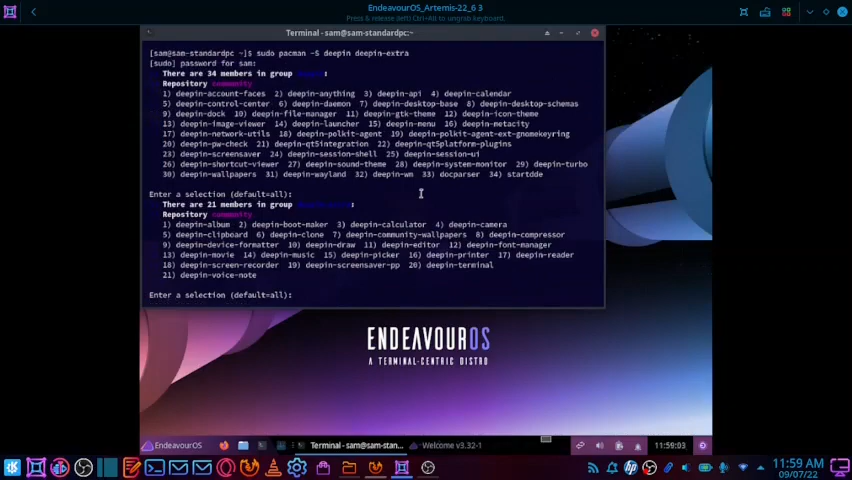 EndeavourOS_Artemis-22_6 3
Press & release (left) Ctrl+Alt to ungrab keyboard.
Terminal - sam@sam-standardpc:~
[sam@sam-standardpc ~]$ sudo pacman -S deepin deepin-extra
[sudo] password for sam:
There are 34 members in group deepin:
Repository community
1) deepin-account-faces 2) deepin-anything 3) deepin-api 4) deepin-calendar
5) deepin-control-center 6) deepin-daemon 7) deepin-desktop-base 8) deepin-desktop-schemas
9) deepin-dock 10) deepin-file-manager 11) deepin-gtk-theme 12) deepin-icon-theme
13) deepin-image-viewer 14) deepin-launcher 15) deepin-menu 16) deepin-metacity
17) deepin-network-utils 18) deepin-polkit-agent 19) deepin-polkit-agent-ext-gnomekeyring
20) deepin-pw-check 21) deepin-qt5integration 22) deepin-qt5platform-plugins
23) deepin-screensaver 24) deepin-session-shell 25) deepin-session-ui
26) deepin-shortcut-viewer 27) deepin-sound-theme 28) deepin-system-monitor 29) deepin-turbo
30) deepin-wallpapers 31) deepin-wayland 32) deepin-wm 33) docparser 34) startdde
Enter a selection (default=all):
There are 21 members in group deepin-extra:
Repository community
1) deepin-album 2) deepin-boot-maker 3) deepin-calculator 4) deepin-camera
5) deepin-clipboard 6) deepin-clone 7) deepin-community-wallpapers 8) deepin-compressor
9) deepin-device-formatter 10) deepin-draw 11) deepin-editor 12) deepin-font-manager
13) deepin-movie 14) deepin-music 15) deepin-picker 16) deepin-printer 17) deepin-reader
18) deepin-screen-recorder 19) deepin-screensaver-pp 20) deepin-terminal
21) deepin-voice-note
Enter a selection (default=all):
ENDEAVOUROS
A TERMINAL-CENTRIC DISTRO
EndeavourOS
Terminal - sam@sam-stan...
Welcome v3.32-1
11:59:03
11:59 AM
09/07/22